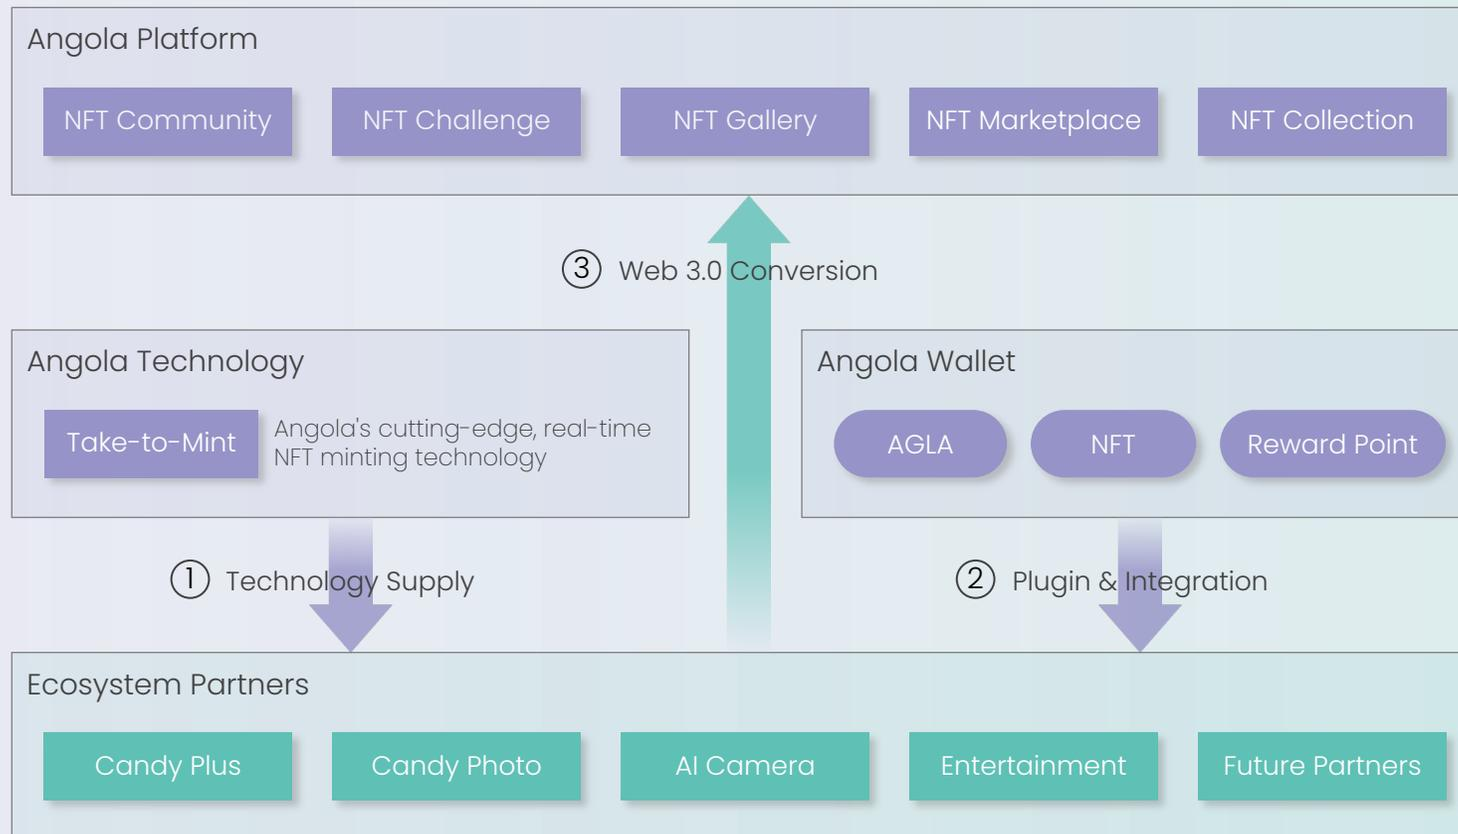 Angola Platform
NFT Community
NFT Challenge
NFT Gallery
NFT Marketplace
NFT Collection
3 Web 3.0 Conversion
Angola Technology
Take-to-Mint
Angola's cutting-edge, real-time
NFT minting technology
Angola Wallet
AGLA
NFT
Reward Point
1 Technology Supply
2 Plugin & Integration
Ecosystem Partners
Candy Plus
Candy Photo
AI Camera
Entertainment
Future Partners